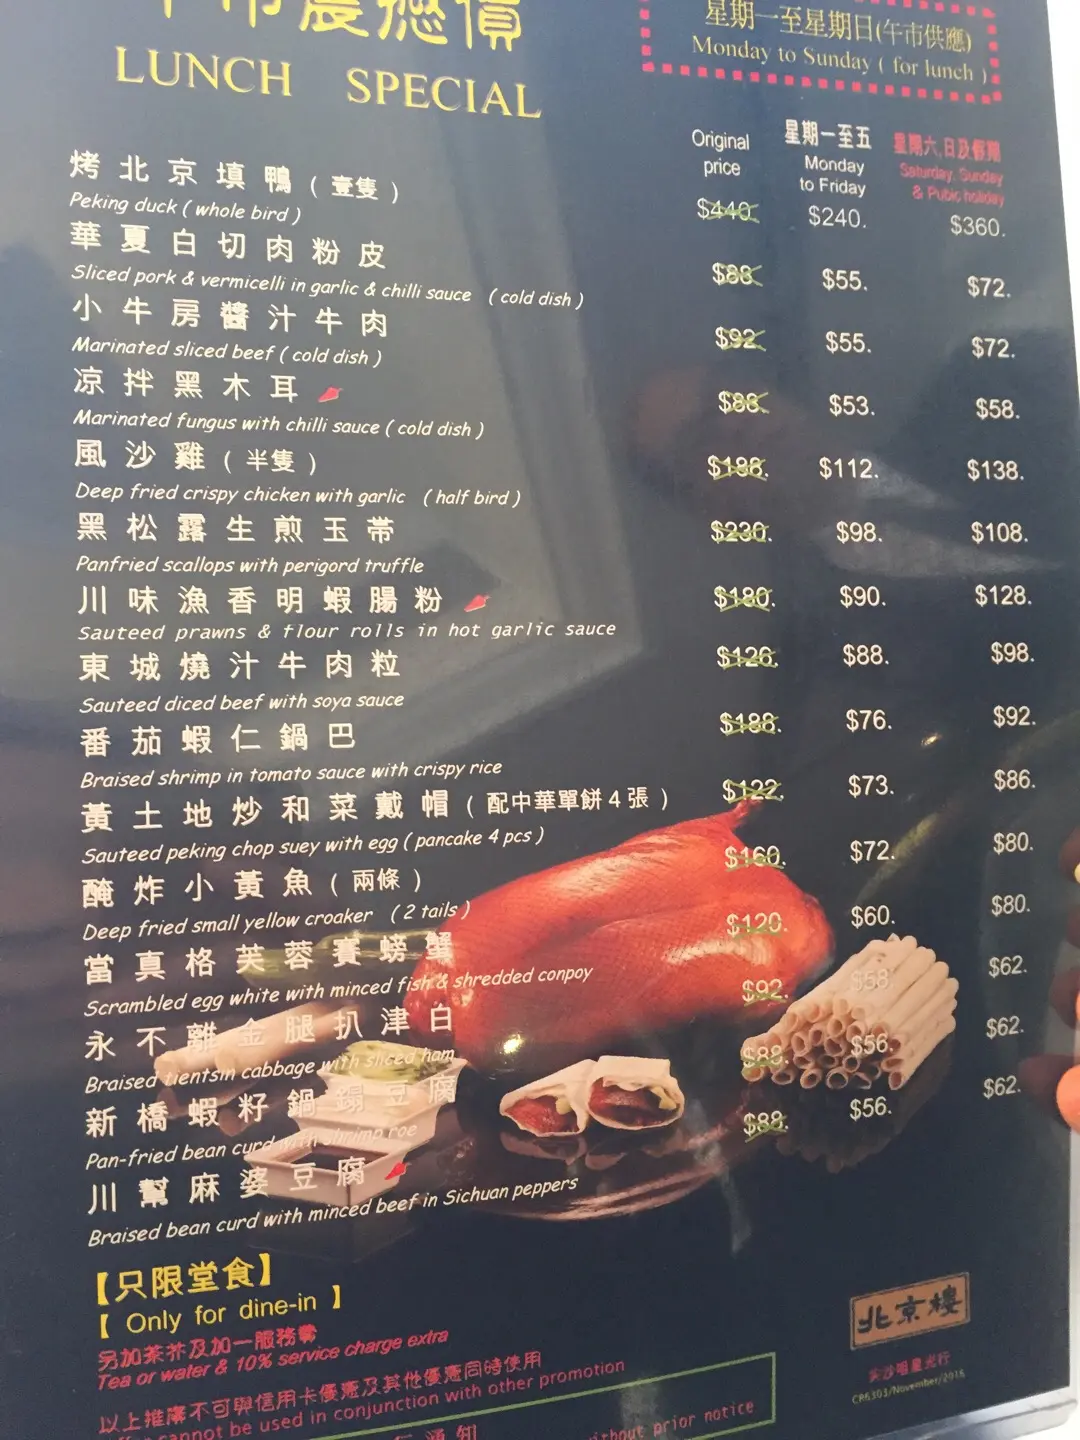 LUNCH SPECIAL
星期一至星期日(午市供應)
Monday to Sunday ( for lunch )
Original price
星期一至五
Monday to Friday
星期六,日及假期
Saturday, Sunday & Pubic holiday
烤北京填鴨 ( 壹隻 )
Peking duck ( whole bird ) $440. $240. $360.
華夏白切肉粉皮
Sliced pork & vermicelli in garlic & chilli sauce ( cold dish ) $88. $55. $72.
小牛房醬汁牛肉
Marinated sliced beef ( cold dish ) $92. $55. $72.
凉拌黑木耳
Marinated fungus with chilli sauce ( cold dish ) $88. $53. $58.
風沙雞 ( 半隻 )
Deep fried crispy chicken with garlic ( half bird ) $188. $112. $138.
黑松露生煎玉帶
Panfried scallops with perigord truffle $230. $98. $108.
川味漁香明蝦腸粉
Sauteed prawns & flour rolls in hot garlic sauce $180. $90. $128.
東城燒汁牛肉粒
Sauteed diced beef with soya sauce $126. $88. $98.
番茄蝦仁鍋巴
Braised shrimp in tomato sauce with crispy rice $188. $76. $92.
黃土地炒和菜戴帽 ( 配中華單餅4張 )
Sauteed peking chop suey with egg ( pancake 4 pcs ) $122. $73. $86.
醃炸小黃魚 ( 兩條 )
Deep fried small yellow croaker ( 2 tails ) $160. $72. $80.
當真格芙蓉賽螃蟹
Scrambled egg white with minced fish & shredded conpoy $120. $60. $80.
永不離金腿扒津白
Braised tientsin cabbage with sliced ham $92. $58. $62.
新橋蝦籽鍋鎉豆腐
Pan-fried bean curd with shrimp roe $88. $56. $62.
川幫麻婆豆腐
Braised bean curd with minced beef in Sichuan peppers $88. $56. $62.
【只限堂食】
【 Only for dine-in 】
另加茶芥及加一服務費
Tea or water & 10% service charge extra
以上推廣不可與信用卡優惠及其他優惠同時使用
cannot be used in conjunction with other promotion
通知
without prior notice
北京樓
尖沙咀星光行
CR6303/November/2016